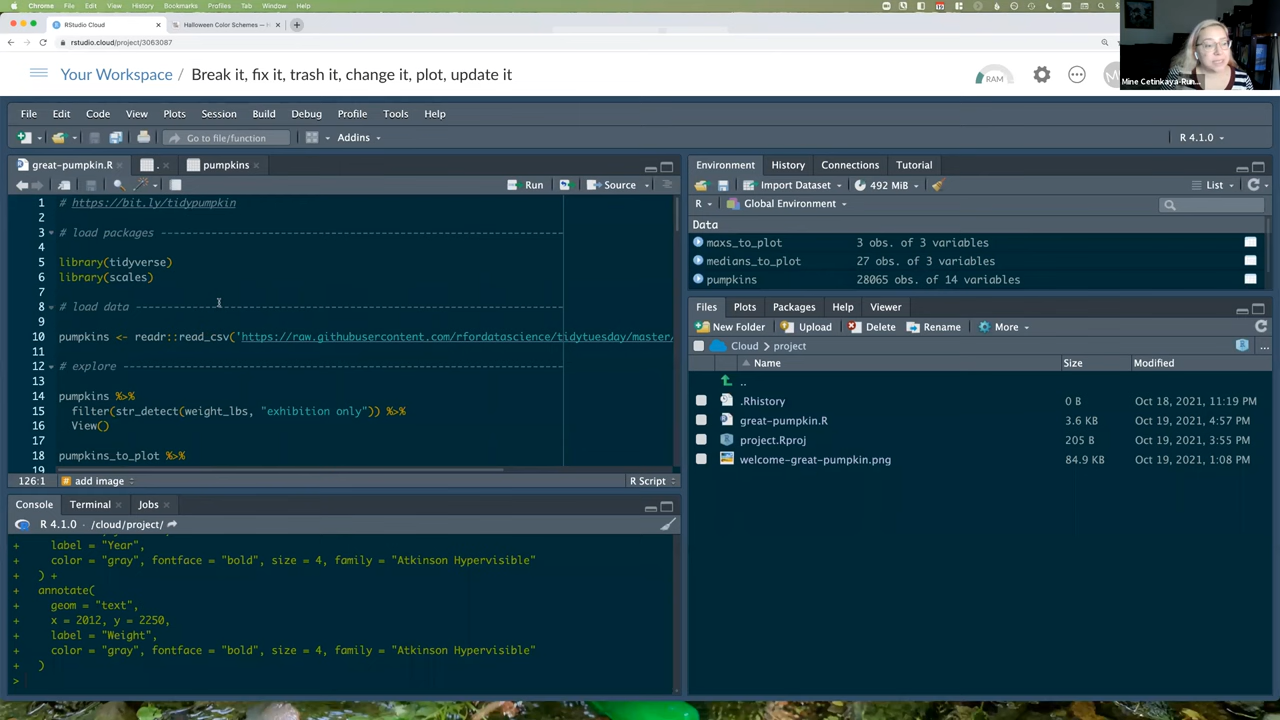 Chrome File Edit View History Bookmarks Profiles Tab Window Help
RStudio Cloud
Halloween Color Schemes —
rstudio.cloud/project/3063087
Your Workspace / Break it, fix it, trash it, change it, plot, update it
RAM
Mine Cetinkaya-Run...
File Edit Code View Plots Session Build Debug Profile Tools Help
Go to file/function
Addins
R 4.1.0
great-pumpkin.R
.
pumpkins
Run
Source
1 # https://bit.ly/tidypumpkin
2
3 # load packages ----------------------------------------------------------------
4
5 library(tidyverse)
6 library(scales)
7
8 # load data --------------------------------------------------------------------
9
10 pumpkins <- readr::read_csv('https://raw.githubusercontent.com/rfordatascience/tidytuesday/master/
11
12 # explore ----------------------------------------------------------------------
13
14 pumpkins %>%
15 filter(str_detect(weight_lbs, "exhibition only")) %>%
16 View()
17
18 pumpkins_to_plot %>%
19
126:1 # add image
R Script
Console Terminal Jobs
R 4.1.0 · /cloud/project/
+ label = "Year",
+ color = "gray", fontface = "bold", size = 4, family = "Atkinson Hypervisible"
+ ) +
+ annotate(
+ geom = "text",
+ x = 2012, y = 2250,
+ label = "Weight",
+ color = "gray", fontface = "bold", size = 4, family = "Atkinson Hypervisible"
+ )
>
Environment History Connections Tutorial
Import Dataset 492 MiB List
R Global Environment
Data
maxs_to_plot 3 obs. of 3 variables
medians_to_plot 27 obs. of 3 variables
pumpkins 28065 obs. of 14 variables
Files Plots Packages Help Viewer
New Folder Upload Delete Rename More
Cloud project ...
Name Size Modified
..
.Rhistory 0 B Oct 18, 2021, 11:19 PM
great-pumpkin.R 3.6 KB Oct 19, 2021, 4:57 PM
project.Rproj 205 B Oct 19, 2021, 3:55 PM
welcome-great-pumpkin.png 84.9 KB Oct 19, 2021, 1:08 PM